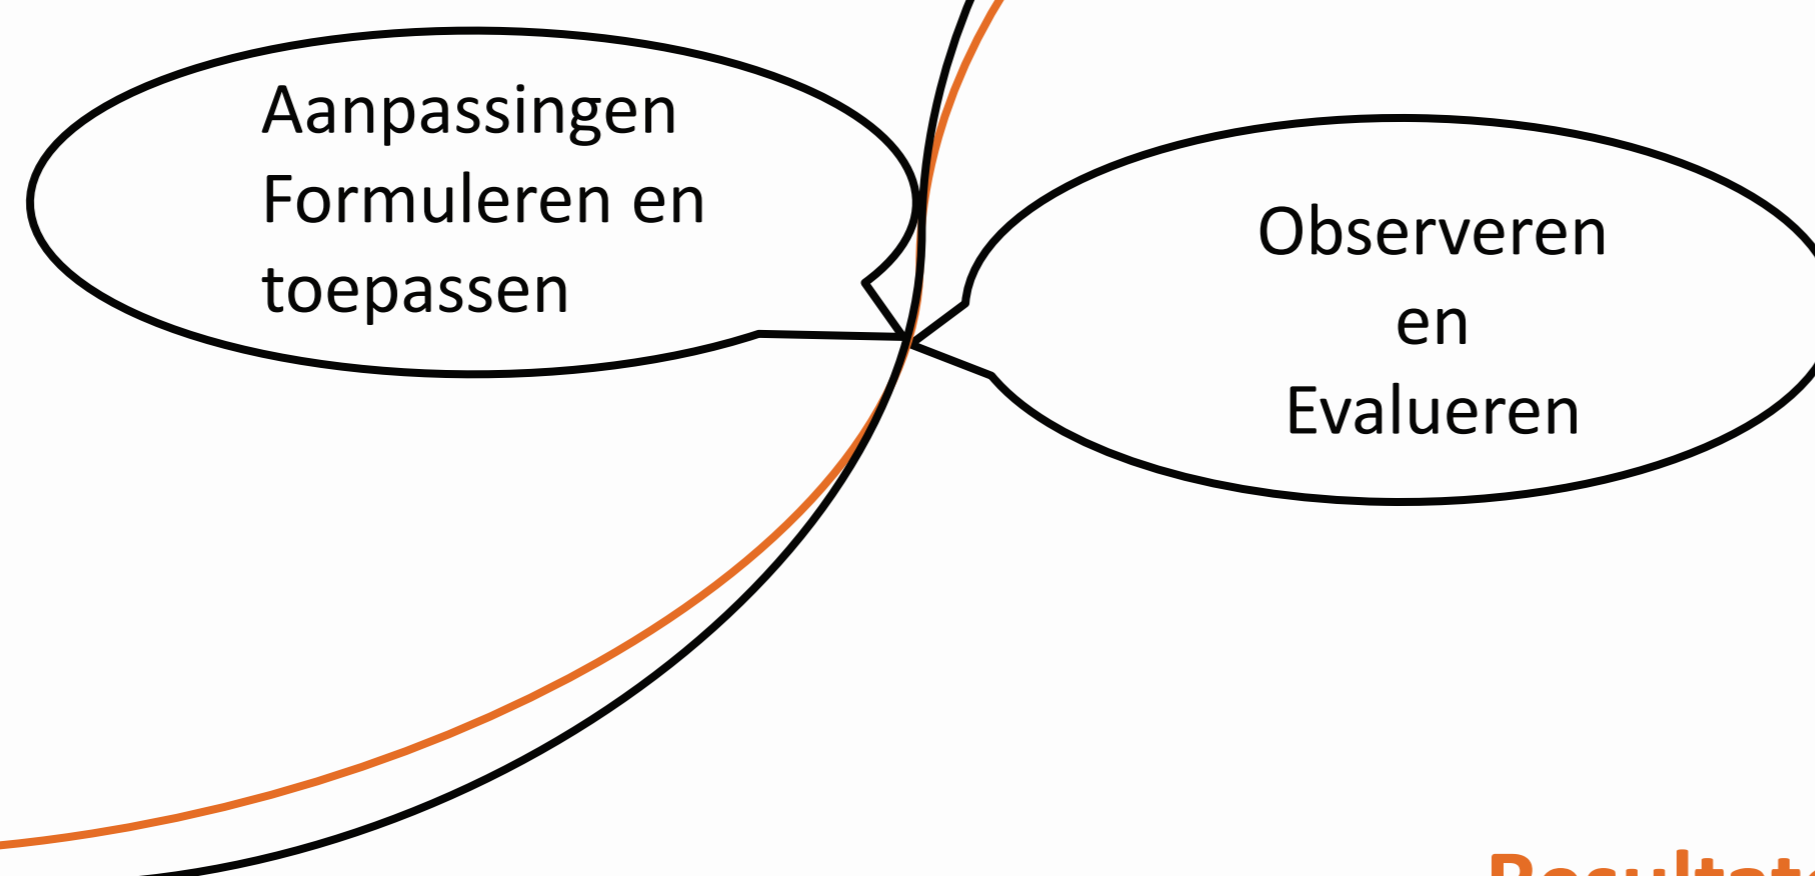 Aanpassingen
Formuleren en
toepassen
Observeren
en
Evalueren